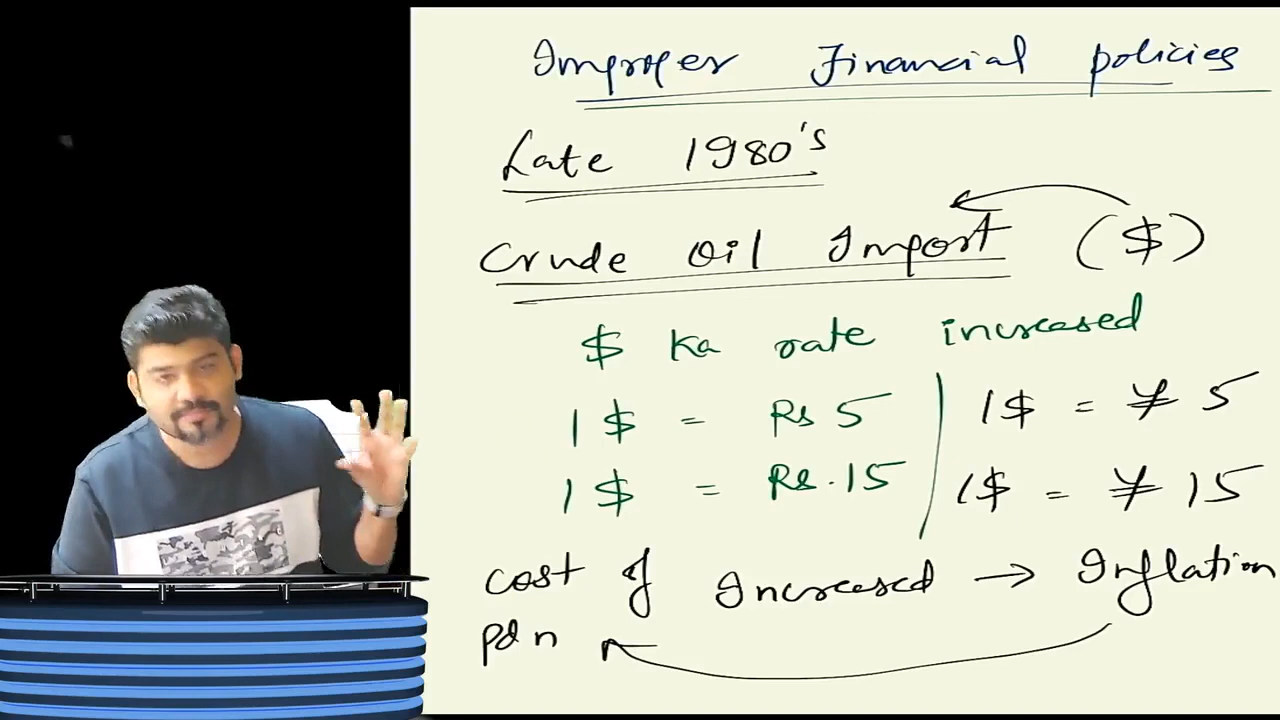 Improper Financial policies
Late 1980's
Crude Oil Import ($)
$ Ka rate increased
1$ = Rs 5
1$ = Rs. 15
1$ = ¥ 5
1$ = ¥ 15
cost of Increased → Inflation
pdn